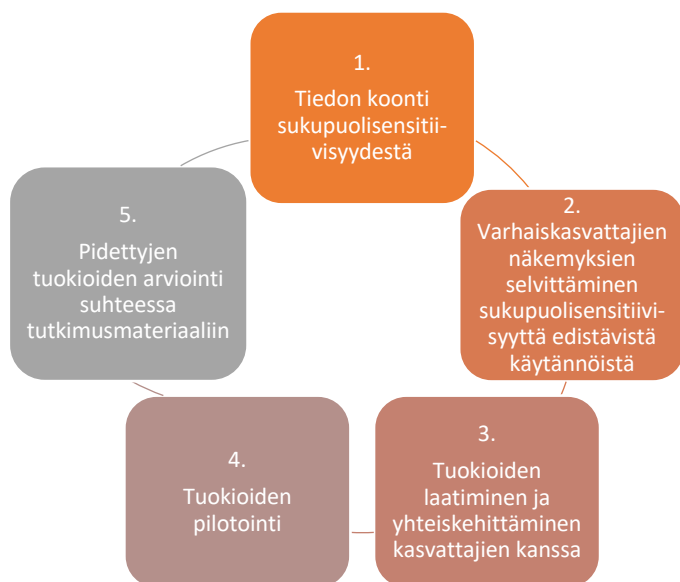 1.
Tiedon koonti
sukupuolisensitii-
visyydestä
2.
Varhaiskasvattajien
näkemyksien
selvittäminen
sukupuolisensitiivi-
syyttä edistävistä
käytännöistä
3.
Tuokioiden
laatiminen ja
yhteiskehittäminen
kasvattajien kanssa
4.
Tuokioiden
pilotointi
5.
Pidettyjen
tuokioiden arviointi
suhteessa
tutkimusmateriaaliin